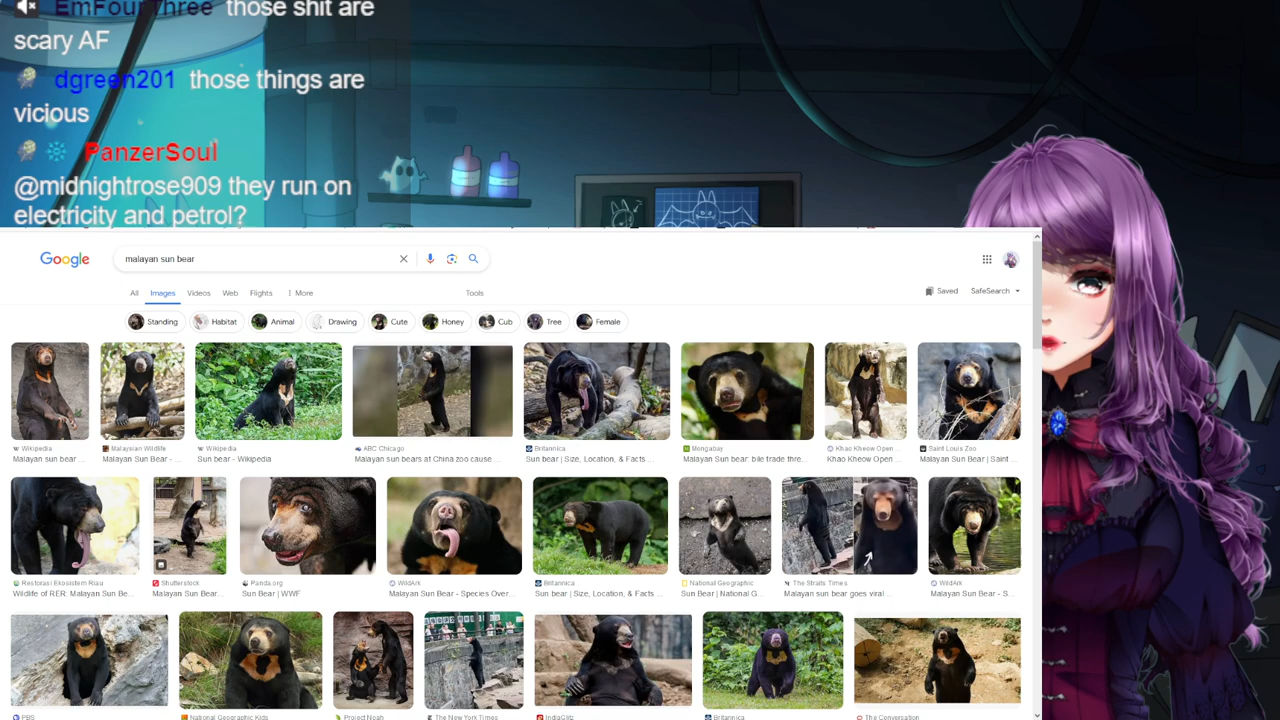 EmFourThree those shit are
scary AF
dgreen201 those things are
vicious
PanzerSoul
@midnightrose909 they run on
electricity and petrol?
Google malayan sun bear
All Images Videos Web Flights More Tools Saved SafeSearch
Standing Habitat Animal Drawing Cute Honey Cub Tree Female
Wikipedia
Malayan sun bear ...
Malaysian Wildlife
Malayan Sun Bear - ...
Wikipedia
Sun bear - Wikipedia
ABC Chicago
Malayan sun bears at China zoo cause ...
Britannica
Sun bear | Size, Location, & Facts ...
Mongabay
Malayan Sun bear: bile trade thre...
Khao Kheow Open ...
Khao Kheow Open ...
Saint Louis Zoo
Malayan Sun Bear | Saint ...
Restorasi Ekosistem Riau
Wildlife of RER: Malayan Sun Be...
Shutterstock
Malayan Sun Bear...
Panda.org
Sun Bear | WWF
WildArk
Malayan Sun Bear - Species Over...
Britannica
Sun bear | Size, Location, & Facts ...
National Geographic
Sun Bear | National G...
The Straits Times
Malayan sun bear goes viral ...
WildArk
Malayan Sun Bear - S...
PBS
National Geographic Kids
Project Noah
The New York Times
IndiaGlitz
Britannica
The Conversation